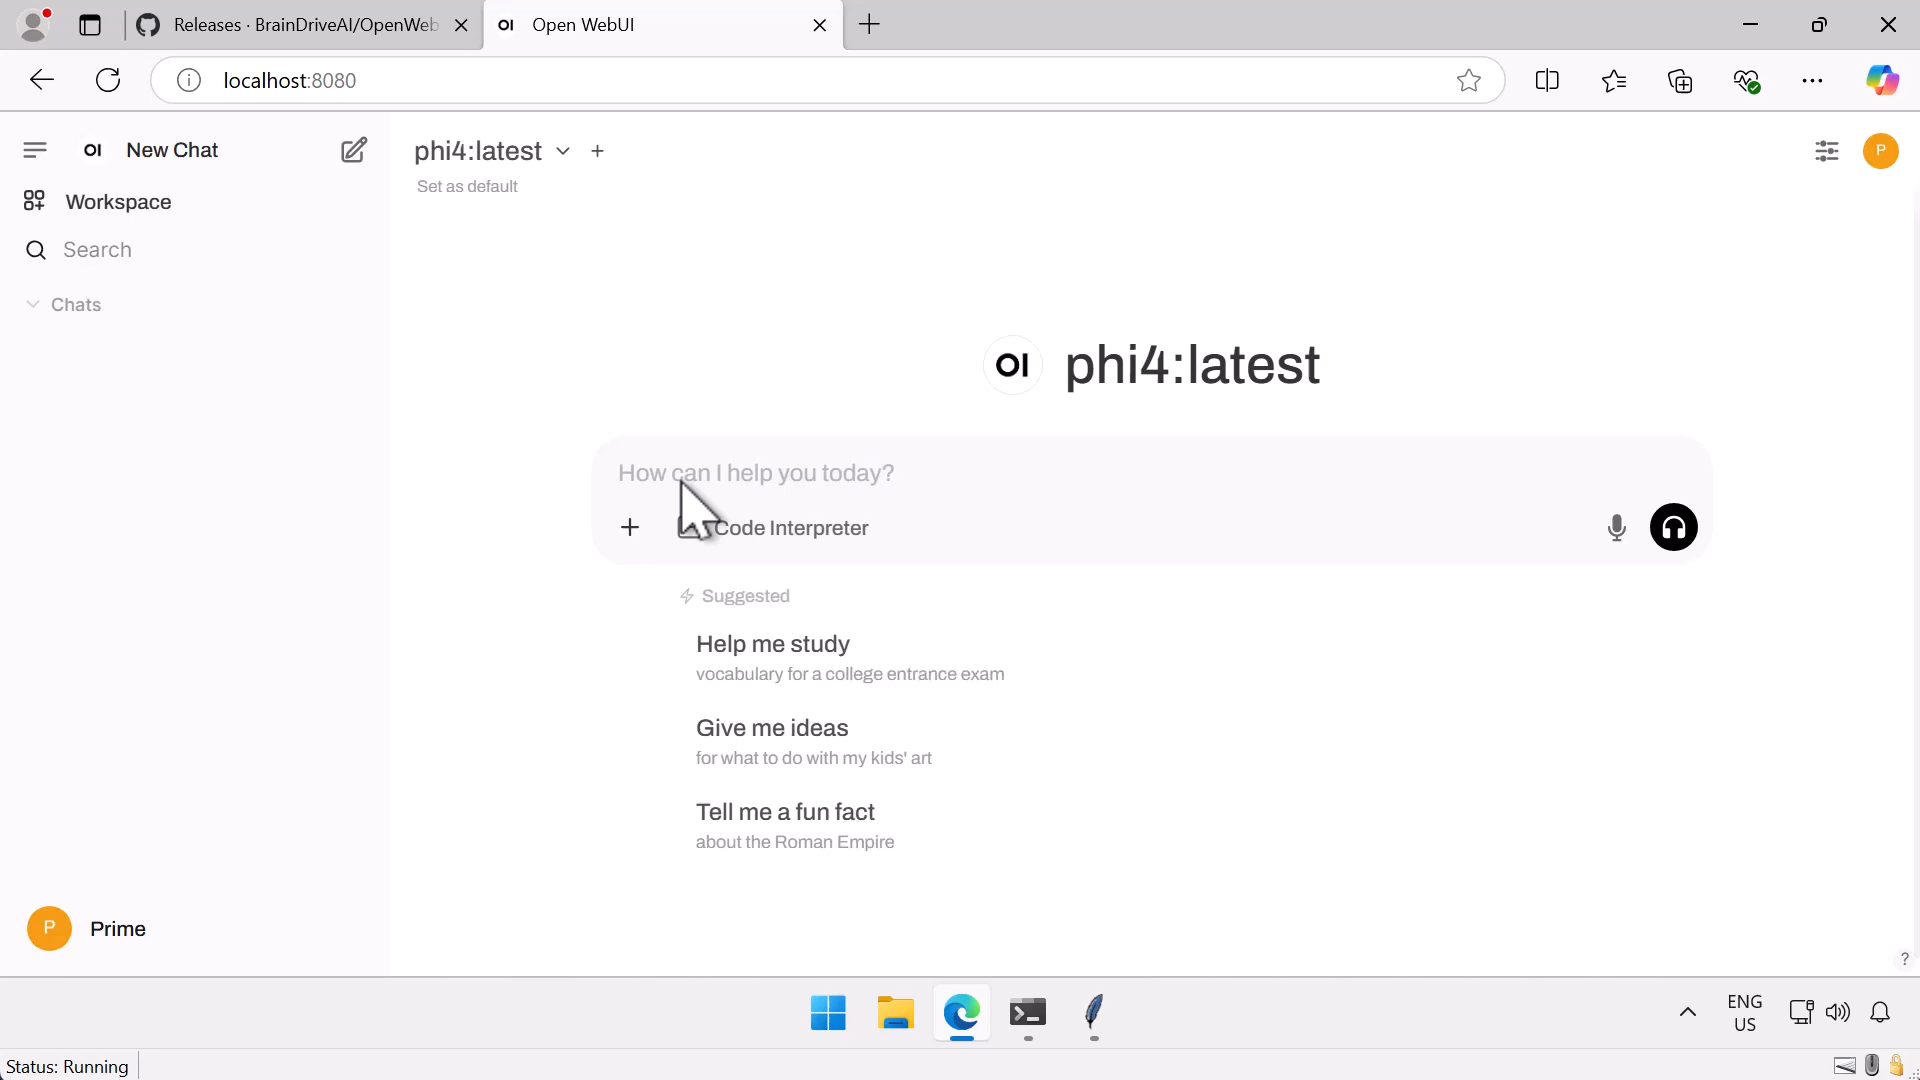 Releases · BrainDriveAI/OpenWeb
OI Open WebUI
localhost:8080
OI New Chat
phi4:latest
P
Set as default
Workspace
Search
Chats
OI phi4:latest
How can I help you today?
Code Interpreter
Suggested
Help me study
vocabulary for a college entrance exam
Give me ideas
for what to do with my kids' art
Tell me a fun fact
about the Roman Empire
P Prime
?
ENG
US
Status: Running